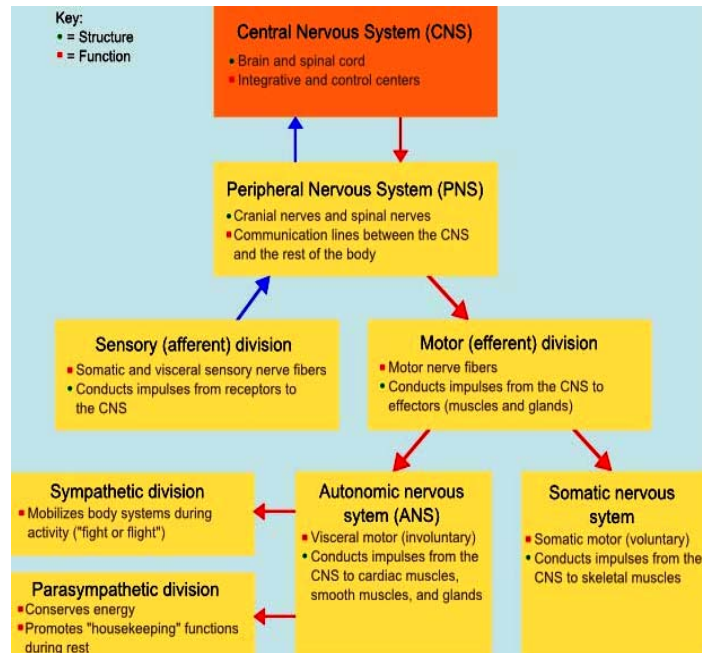 Key:
= Structure
= Function
Central Nervous System (CNS)
Brain and spinal cord
Integrative and control centers
Peripheral Nervous System (PNS)
Cranial nerves and spinal nerves
Communication lines between the CNS
and the rest of the body
Sensory (afferent) division
Somatic and visceral sensory nerve fibers
Conducts impulses from receptors to
the CNS
Motor (efferent) division
Motor nerve fibers
Conducts impulses from the CNS to
effectors (muscles and glands)
Sympathetic division
Mobilizes body systems during
activity ("fight or flight")
Autonomic nervous
sytem (ANS)
Visceral motor (involuntary)
Conducts impulses from the
CNS to cardiac muscles,
smooth muscles, and glands
Somatic nervous
sytem
Somatic motor (voluntary)
Conducts impulses from the
CNS to skeletal muscles
Parasympathetic division
Conserves energy
Promotes "housekeeping" functions
during rest